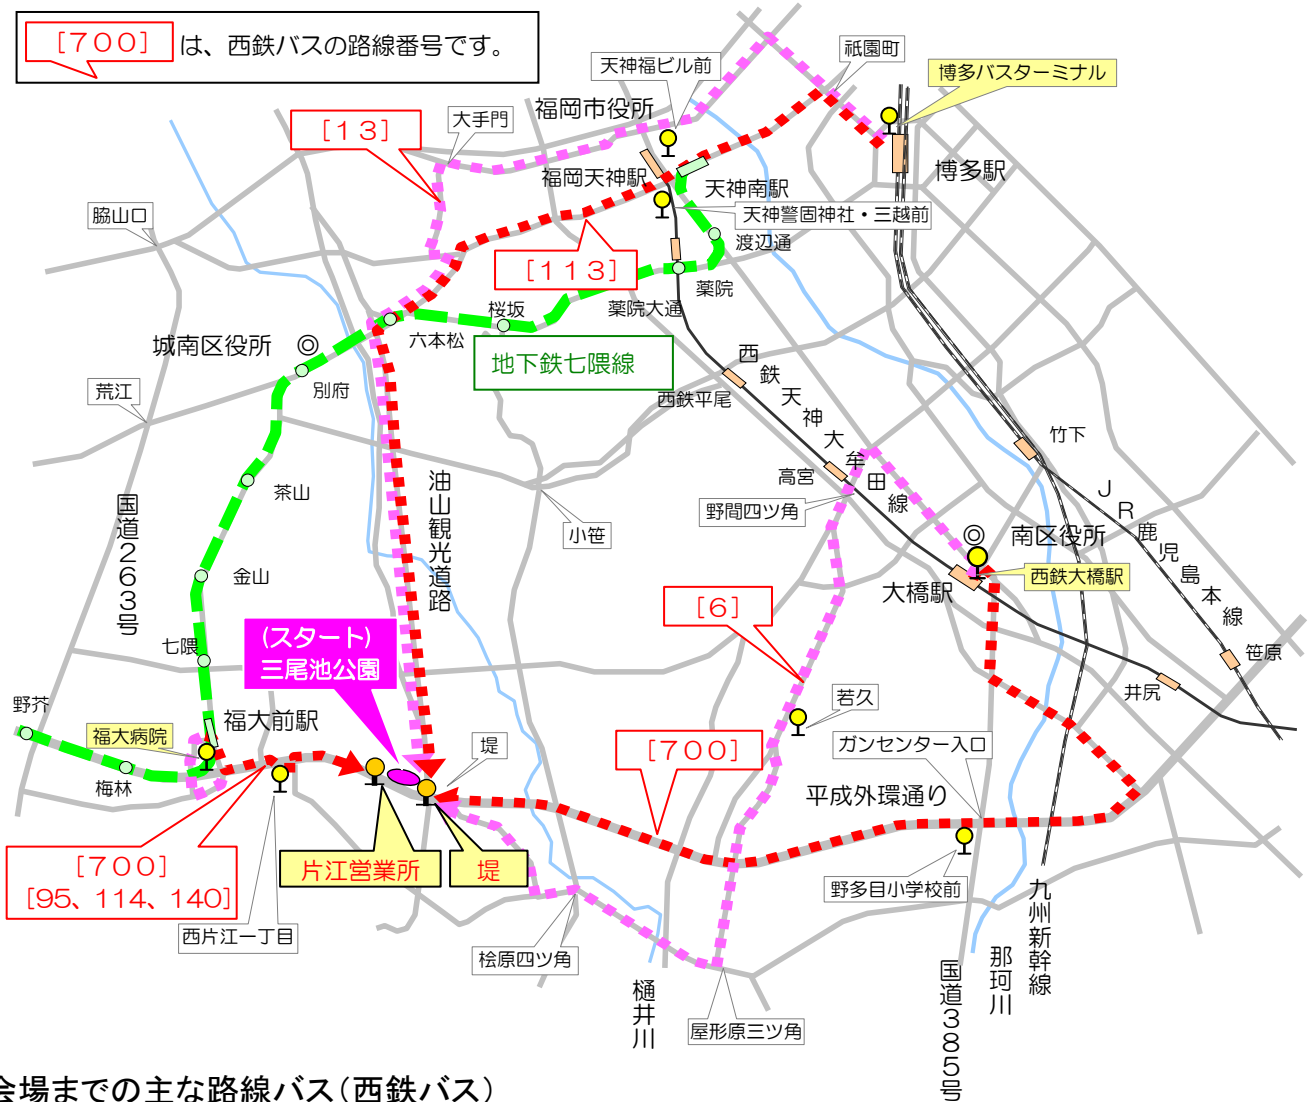 [700] は、西鉄バスの路線番号です。
祇園町
天神福ビル前
博多バスターミナル
福岡市役所
[13]
大手門
博多駅
福岡天神駅
天神南駅
脇山口
天神警固神社・三越前
渡辺通
[113]
薬院
桜坂
薬院大通
六本松
城南区役所
地下鉄七隈線
別府
荒江
西鉄平尾
西鉄天神大牟田線
竹下
高宮
茶山
油山観光道路
国道263号
野間四ツ角
小笹
JR鹿児島本線
南区役所
金山
西鉄大橋駅
大橋駅
[6]
七隈
(スタート)
三尾池公園
笹原
井尻
若久
野芥
福大前駅
福大病院
堤
ガンセンター入口
[700]
梅林
平成外環通り
[700]
[95、114、140]
片江営業所
堤
野多目小学校前
西片江一丁目
桧原四ツ角
九州新幹線
那珂川
国道385号
樋井川
屋形原三ツ角
会場までの主な路線バス(西鉄バス)